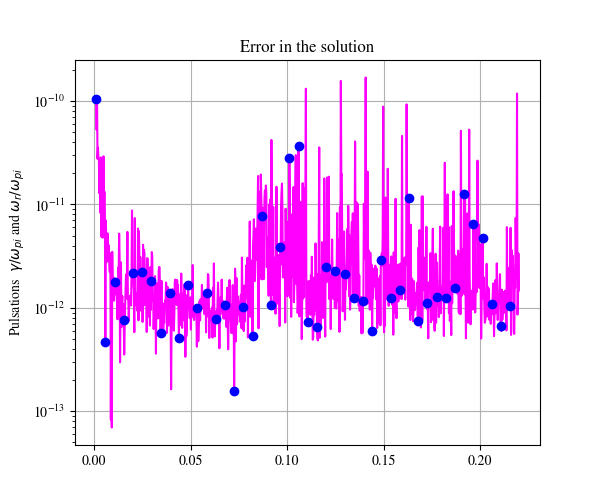 Error in the solution
Pulsations γ/ω_pi and ω_r/ω_pi
10⁻¹⁰
10⁻¹¹
10⁻¹²
10⁻¹³
0.00 0.05 0.10 0.15 0.20